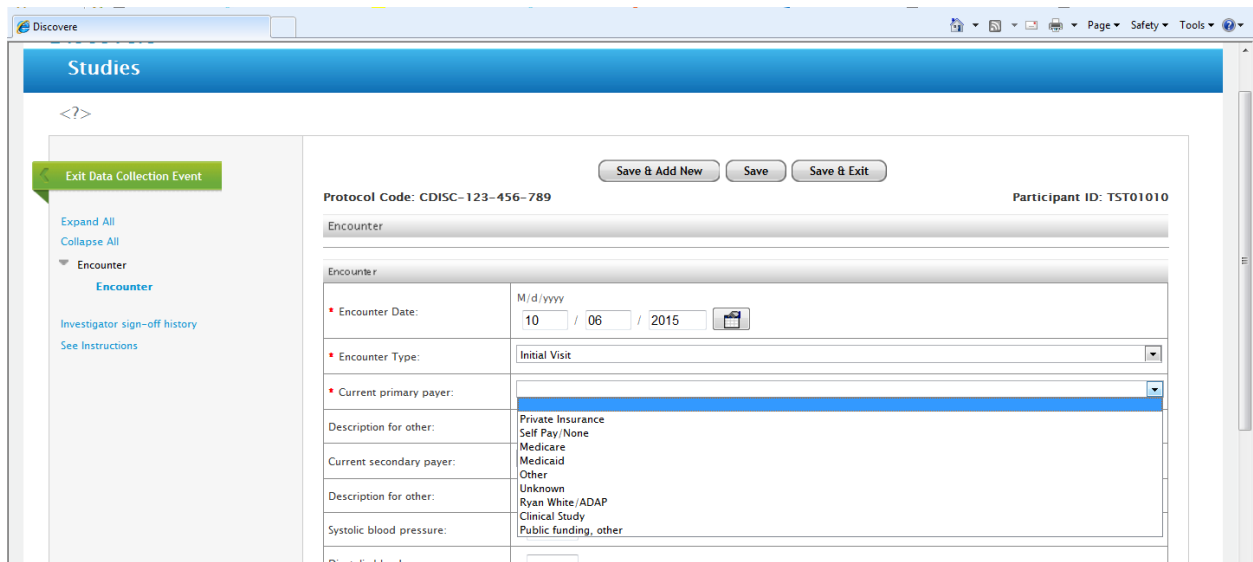 Discovere
Page Safety Tools
Studies
<?>
Exit Data Collection Event
Save & Add New Save Save & Exit
Protocol Code: CDISC-123-456-789 Participant ID: TST01010
Expand All
Collapse All
Encounter
Encounter
Investigator sign-off history
See Instructions
Encounter
Encounter
M/d/yyyy
* Encounter Date: 10 / 06 / 2015
* Encounter Type: Initial Visit
* Current primary payer:
Private Insurance
Self Pay/None
Medicare
Medicaid
Other
Unknown
Ryan White/ADAP
Clinical Study
Public funding, other
Description for other:
Current secondary payer:
Description for other:
Systolic blood pressure: